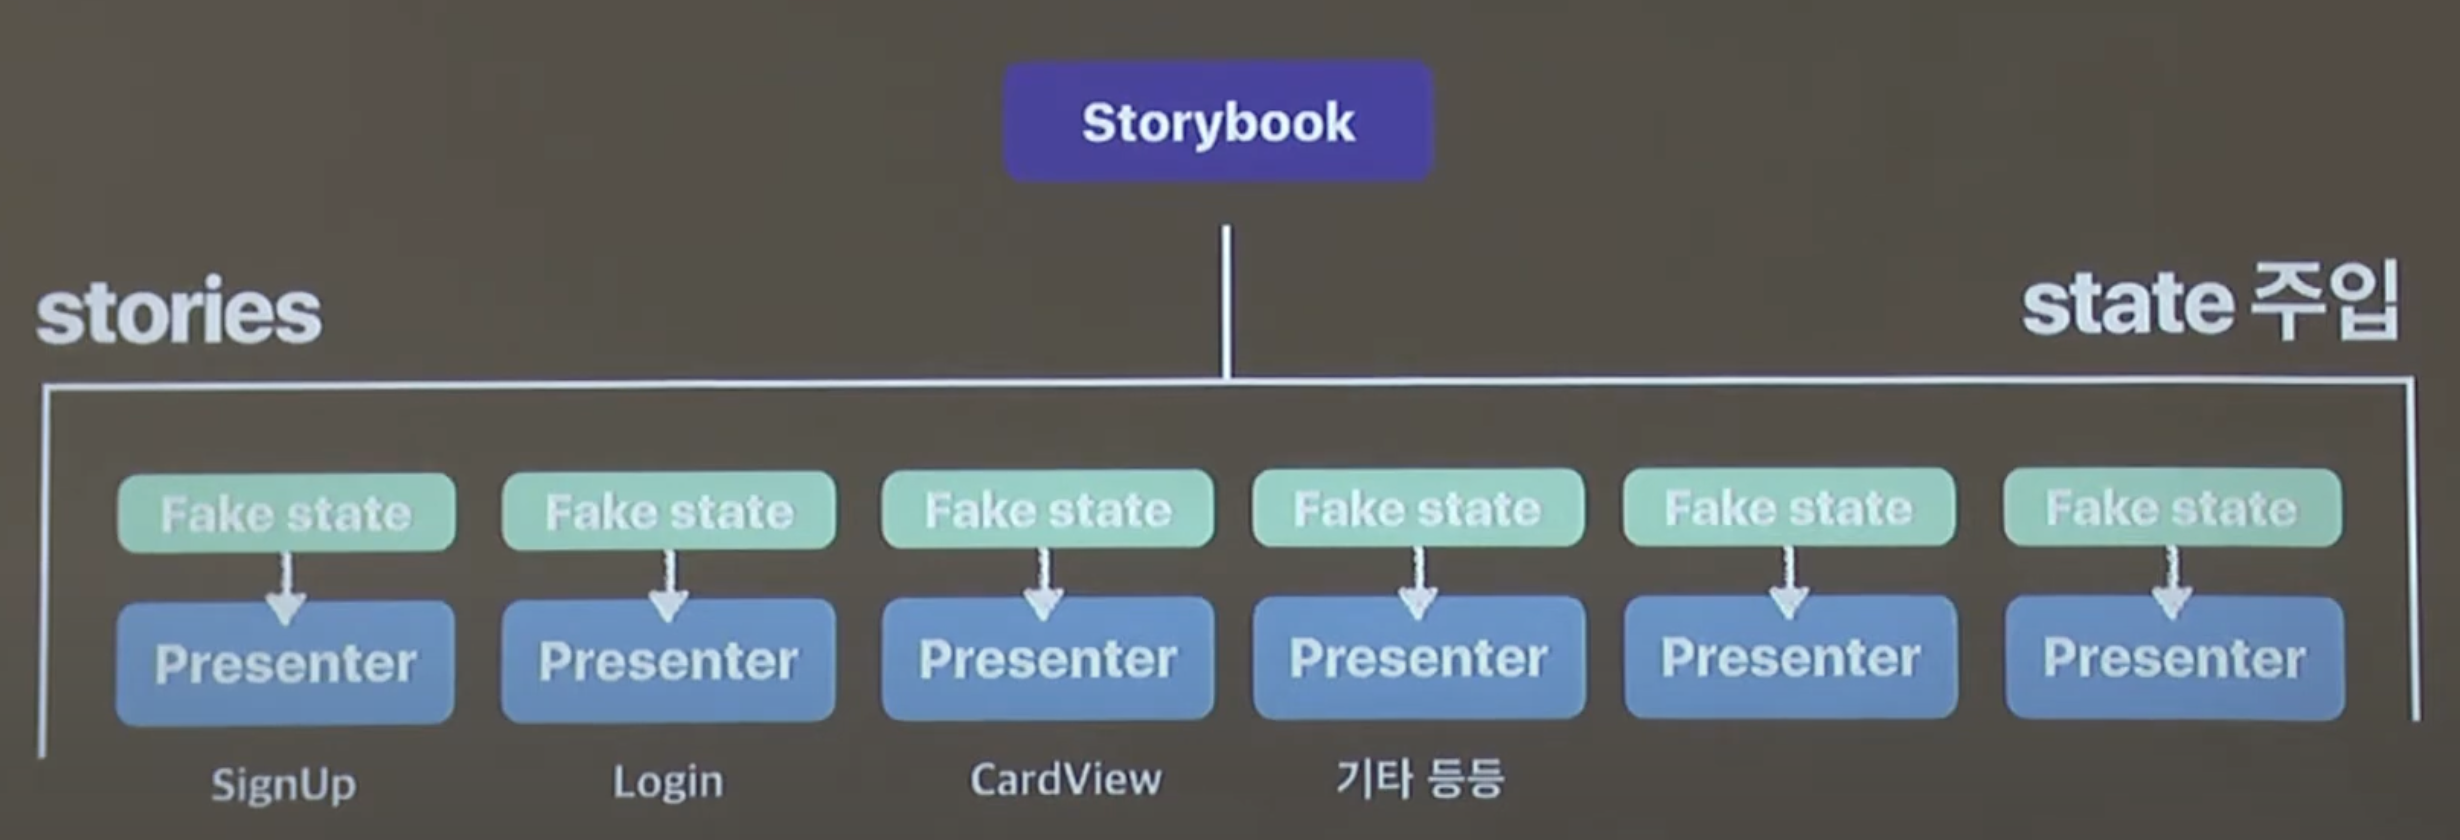 Storybook
stories
state 주입
Fake state
Fake state
Fake state
Fake state
Fake state
Fake state
Presenter
Presenter
Presenter
Presenter
Presenter
Presenter
SignUp
Login
CardView
기타 등등